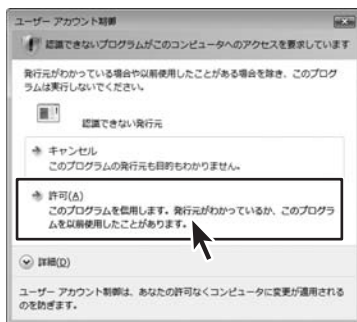 ユーザー アカウント制御
認識できないプログラムがこのコンピュータへのアクセスを要求しています
発行元がわかっている場合や以前使用したことがある場合を除き、このプログ
ラムは実行しないでください。
認識できない発行元
キャンセル
このプログラムの発行元も目的もわかりません。
許可(A)
このプログラムを信用します。発行元がわかっているか、このプログラ
ムを以前使用したことがあります。
詳細(D)
ユーザー アカウント制御は、あなたの許可なくコンピュータに変更が適用される
のを防ぎます。